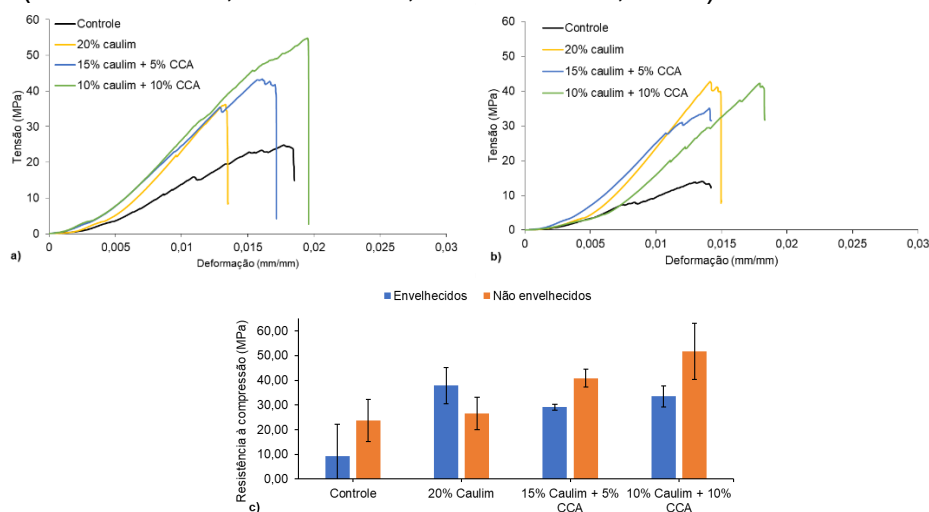 Controle
20% caulim
15% caulim + 5% CCA
10% caulim + 10% CCA
Tensão (MPa)
60
50
40
30
20
10
0
0 0,005 0,01 0,015 0,02 0,025 0,03
Deformação (mm/mm)
a)
Controle
20% caulim
15% caulim + 5% CCA
10% caulim + 10% CCA
Tensão (MPa)
60
50
40
30
20
10
0
0 0,005 0,01 0,015 0,02 0,025 0,03
Deformação (mm/mm)
b)
Envelhecidos Não envelhecidos
Resistência à compressão (MPa)
60,00
50,00
40,00
30,00
20,00
10,00
0,00
Controle 20% Caulim 15% Caulim + 5% 10% Caulim + 10%
CCA CCA
c)